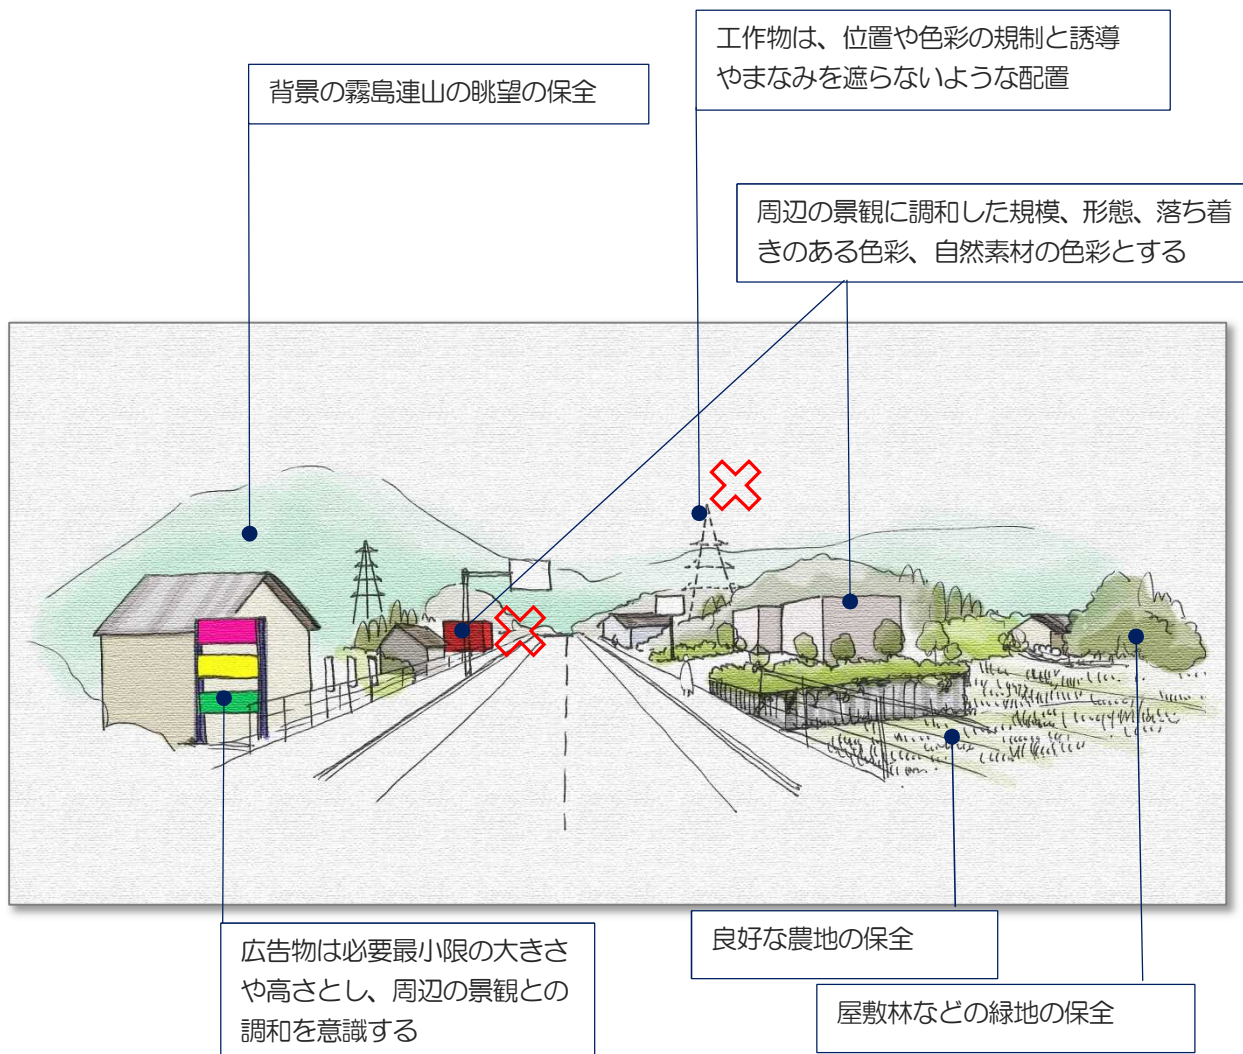 工作物は、位置や色彩の規制と誘導
やまなみを遮らないような配置
背景の霧島連山の眺望の保全
周辺の景観に調和した規模、形態、落ち着
きのある色彩、自然素材の色彩とする
広告物は必要最小限の大きさ
や高さとし、周辺の景観との
調和を意識する
良好な農地の保全
屋敷林などの緑地の保全